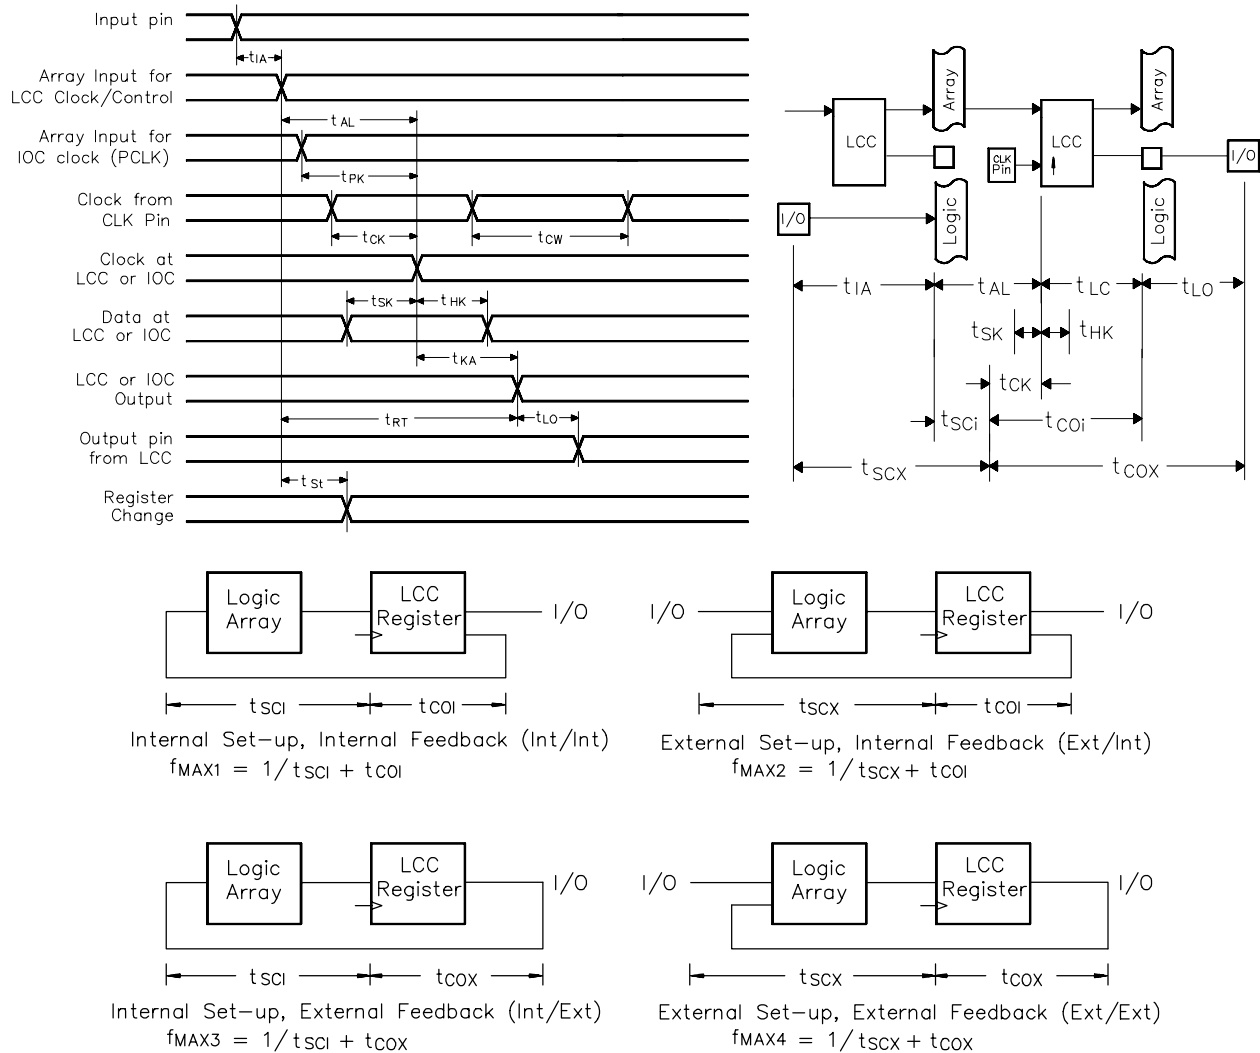 Input pin
tIA
Array Input for
LCC Clock/Control
tAL
Array Input for
IOC clock (PCLK)
tPK
Clock from
CLK Pin
tCK
tCW
Clock at
LCC or IOC
tSK
tHK
Data at
LCC or IOC
tKA
LCC or IOC
Output
tRT
tLO
Output pin
from LCC
tSt
Register
Change
Array
Array
LCC
LCC
CLK
Pin
I/O
I/O
Logic
Logic
tIA
tAL
tLC
tLO
tSK
tHK
tCK
tSCi
tCOi
tSCX
tCOX
Logic
Array
LCC
Register
I/O
tSCI
tCOI
Internal Set-up, Internal Feedback (Int/Int)
fMAX1 = 1/tSCI + tCOI
I/O
Logic
Array
LCC
Register
I/O
tSCX
tCOI
External Set-up, Internal Feedback (Ext/Int)
fMAX2 = 1/tSCX + tCOI
Logic
Array
LCC
Register
I/O
tSCI
tCOX
Internal Set-up, External Feedback (Int/Ext)
fMAX3 = 1/tSCI + tCOX
I/O
Logic
Array
LCC
Register
I/O
tSCX
tCOX
External Set-up, External Feedback (Ext/Ext)
fMAX4 = 1/tSCX + tCOX